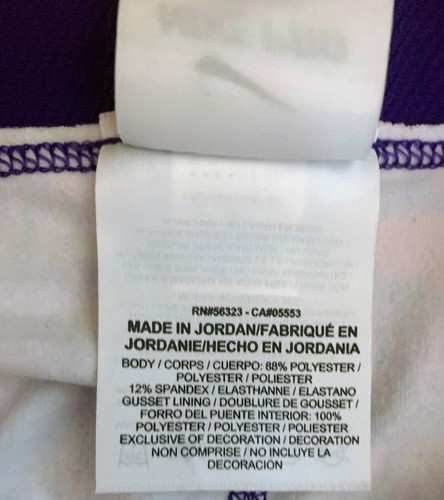 RN#56323 - CA#05553
MADE IN JORDAN/FABRIQUÉ EN
JORDANIE/HECHO EN JORDANIA
BODY / CORPS / CUERPO: 88% POLYESTER /
POLYESTER / POLIESTER
12% SPANDEX / ELASTHANNE / ELASTANO
GUSSET LINING / DOUBLURE DE GOUSSET /
FORRO DEL PUENTE INTERIOR: 100%
POLYESTER / POLYESTER / POLIESTER
EXCLUSIVE OF DECORATION / DECORATION
NON COMPRISE / NO INCLUYE LA
DECORACIÓN